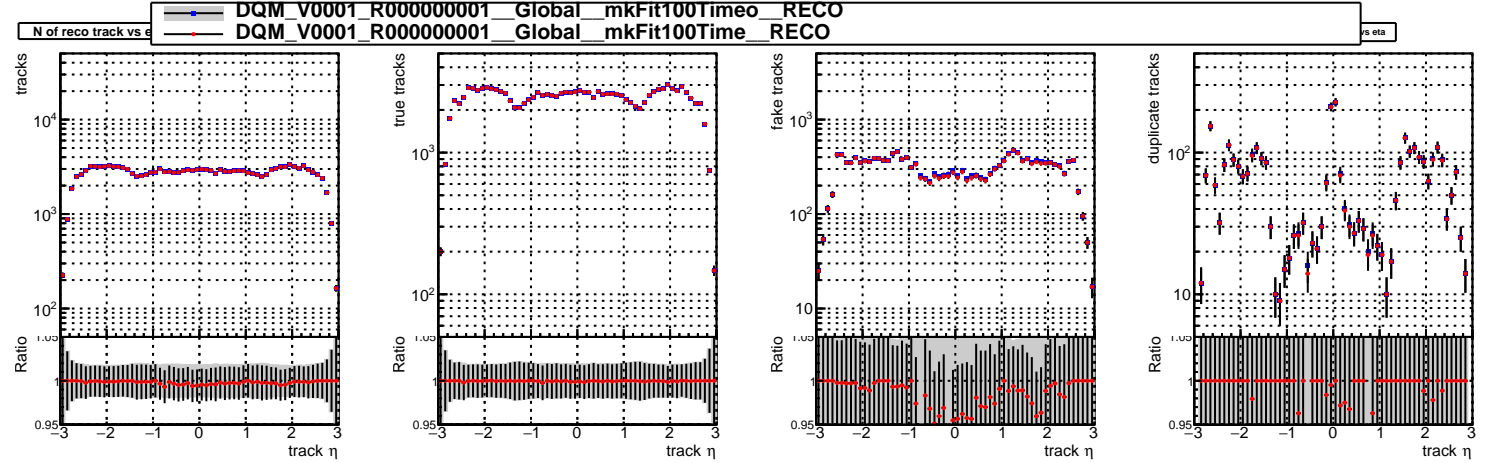 DQM_V0001_R000000001__Global__mkFit100Timeo__RECO
DQM_V0001_R000000001__Global__mkFit100Time__RECO
N of reco track vs e
vs eta
tracks
10⁴
10³
10²
Ratio
1.05
1
0.95
−3 −2 −1 0 1 2 3
track η
true tracks
10³
10²
Ratio
1.05
1
0.95
−3 −2 −1 0 1 2 3
track η
fake tracks
10³
10²
10
Ratio
1.05
1
0.95
−3 −2 −1 0 1 2 3
track η
duplicate tracks
10²
10
Ratio
1.05
1
0.95
−3 −2 −1 0 1 2 3
track η